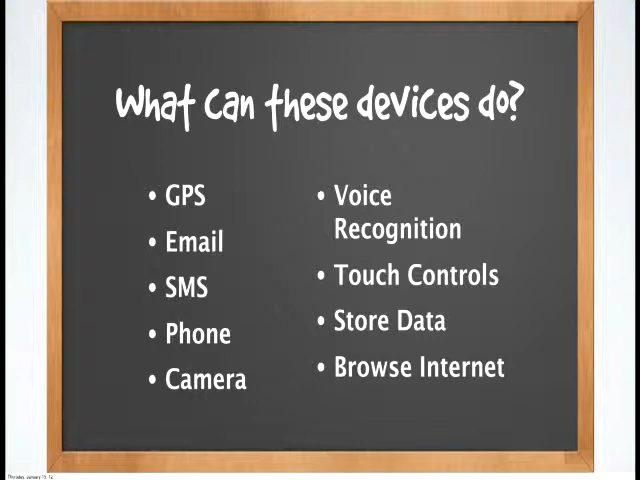 What can these devices do?
• GPS
• Email
• SMS
• Phone
• Camera
• Voice
Recognition
• Touch Controls
• Store Data
• Browse Internet